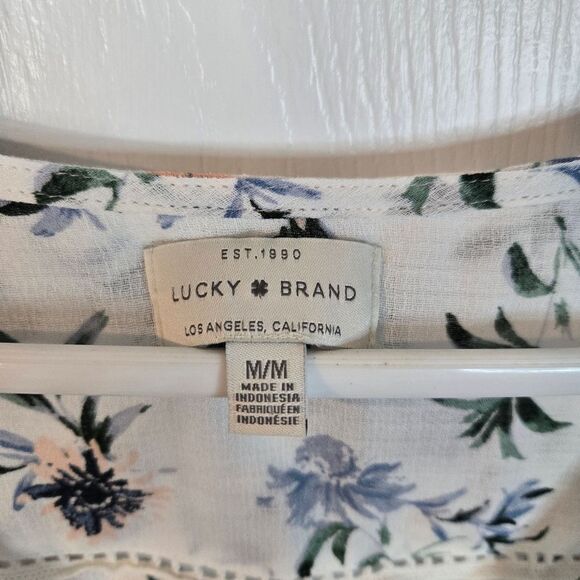 EST.1990
LUCKY BRAND
LOS ANGELES, CALIFORNIA
M/M
MADE IN
INDONESIA
FABRIQUÉ EN
INDONÉSIE